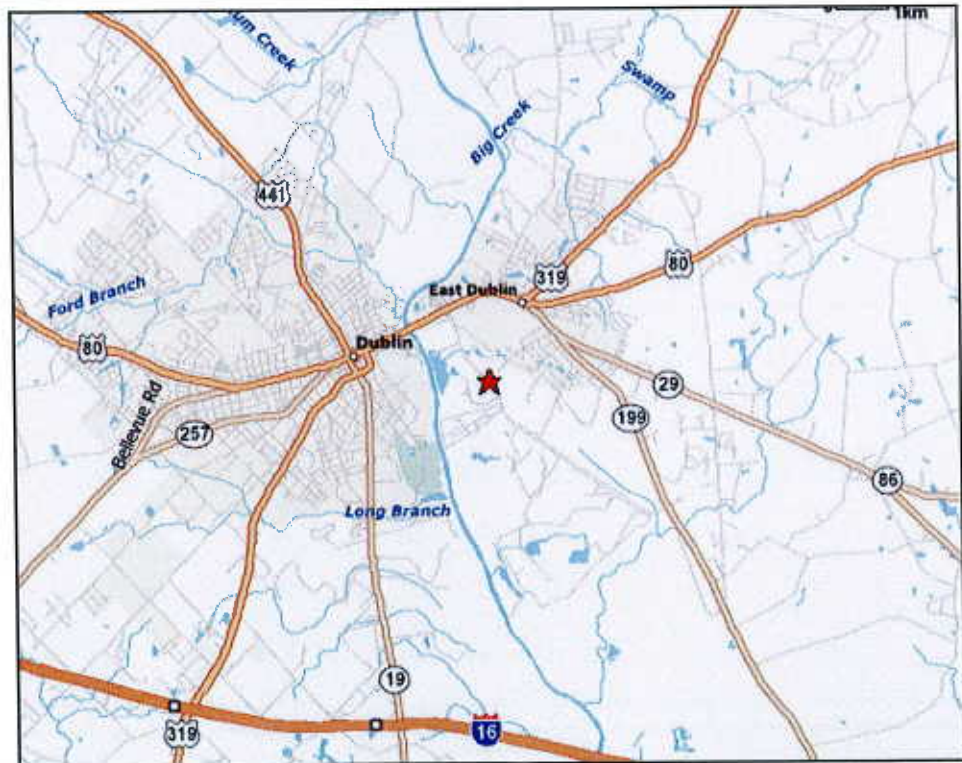 1km
um Creek
Swamp
Big Creek
441
319
80
East Dublin
Ford Branch
80
Dublin
29
Bellevue Rd
257
199
86
Long Branch
19
319
16